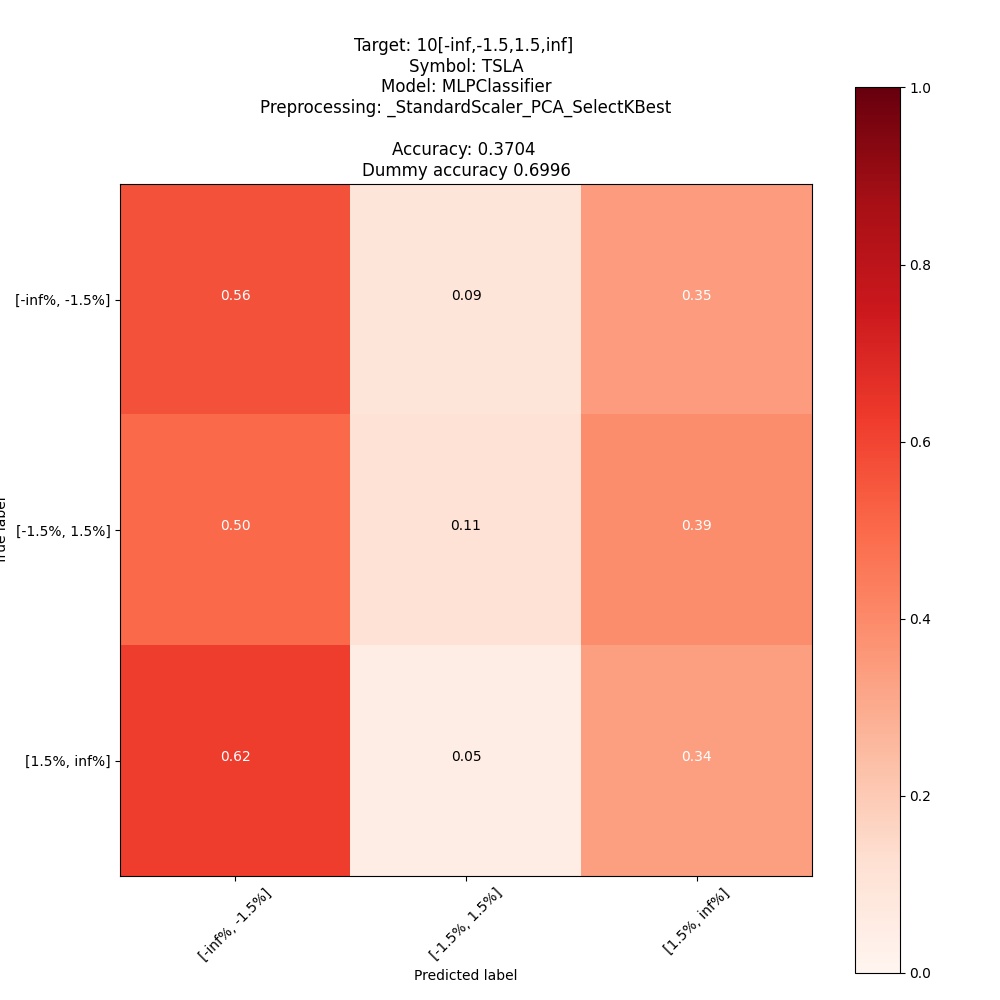 Target: 10[-inf,-1.5,1.5,inf]
Symbol: TSLA
Model: MLPClassifier
Preprocessing: _StandardScaler_PCA_SelectKBest
Accuracy: 0.3704
Dummy accuracy 0.6996
1.0
0.8
0.6
0.4
0.2
0.0
[-inf%, -1.5%]
0.56
0.09
0.35
[-1.5%, 1.5%]
0.50
0.11
0.39
[1.5%, inf%]
0.62
0.05
0.34
[-inf%, -1.5%]
[-1.5%, 1.5%]
[1.5%, inf%]
Predicted label